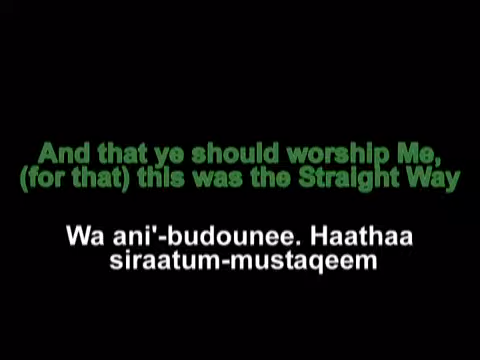 And that ye should worship Me,
(for that) this was the Straight Way
Wa ani'-budounee. Haathaa
siraatum-mustaqeem